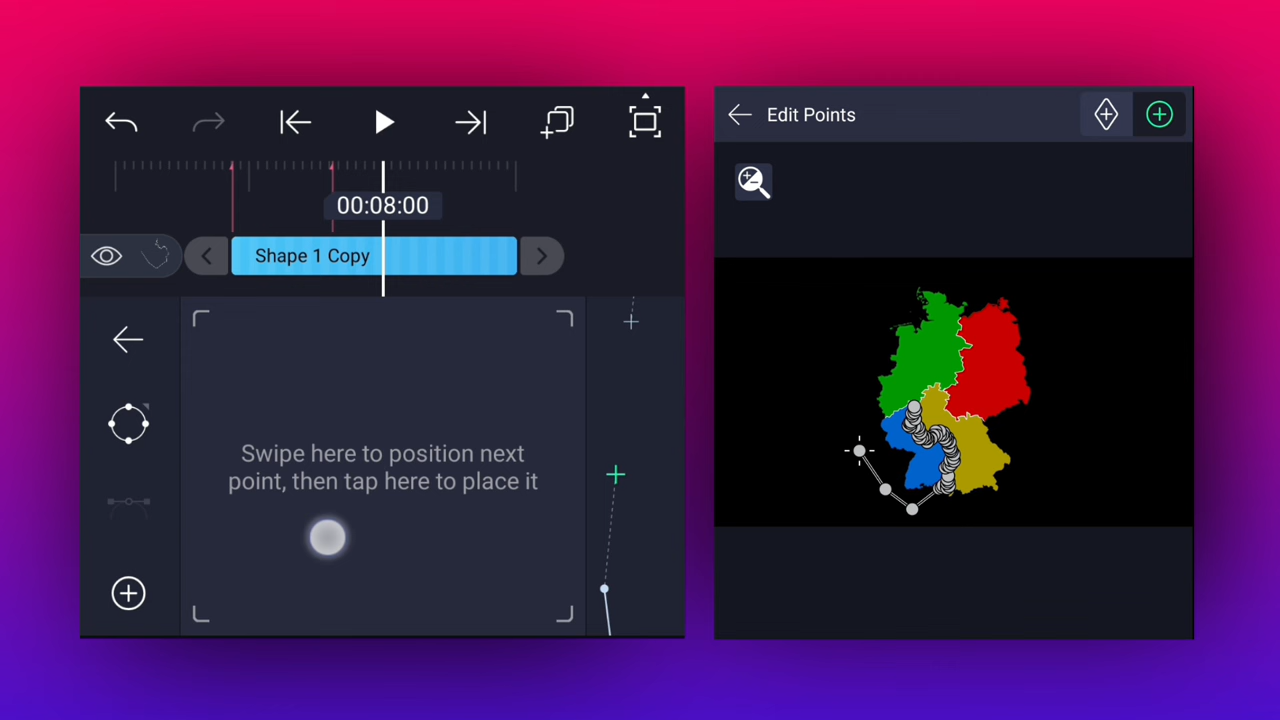 00:08:00
Shape 1 Copy
Swipe here to position next
point, then tap here to place it
Edit Points